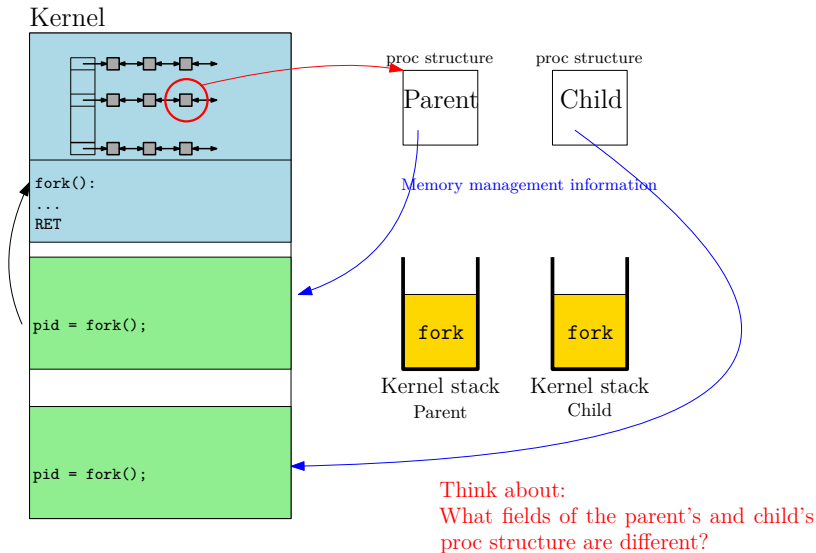 Kernel
proc structure
proc structure
Parent
Child
fork():
...
RET
Memory management information
pid = fork();
fork
fork
Kernel stack
Kernel stack
Parent
Child
pid = fork();
Think about:
What fields of the parent's and child's
proc structure are different?